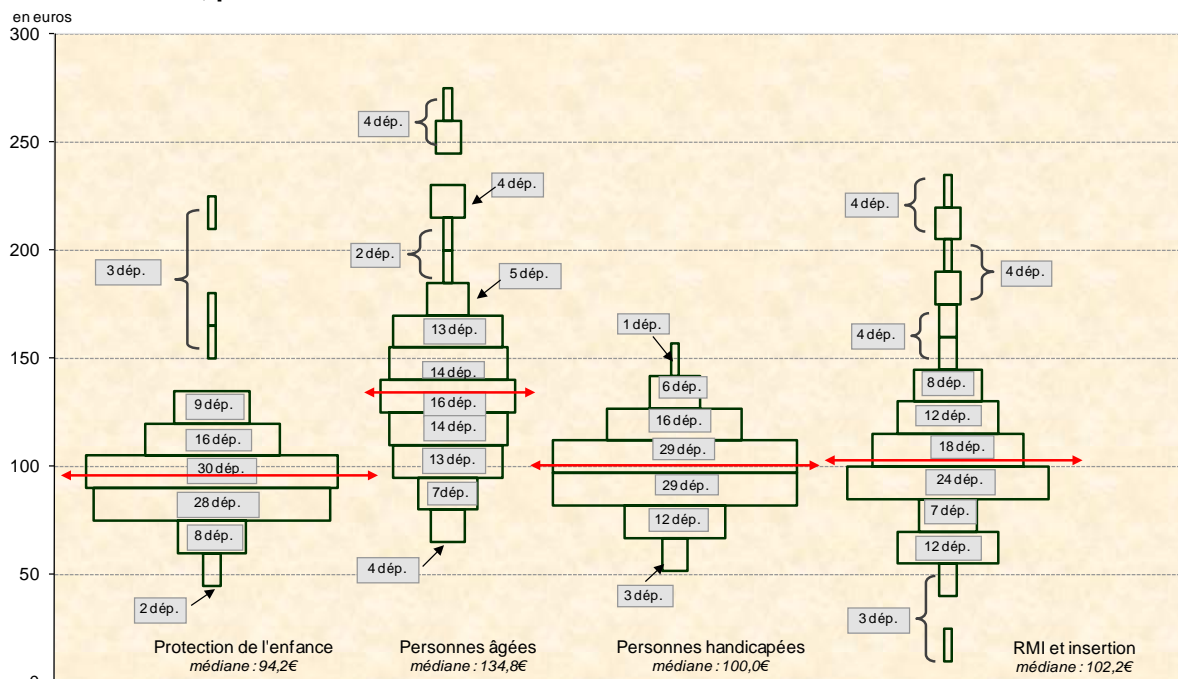 en euros
300
250
200
150
100
50
3 dép.
9 dép.
16 dép.
30 dép.
28 dép.
8 dép.
2 dép.
Protection de l'enfance
médiane : 94,2€
4 dép.
4 dép.
2 dép.
5 dép.
13 dép.
14 dép.
16 dép.
14 dép.
13 dép.
7 dép.
4 dép.
Personnes âgées
médiane : 134,8€
1 dép.
6 dép.
16 dép.
29 dép.
29 dép.
12 dép.
3 dép.
Personnes handicapées
médiane : 100,0€
4 dép.
4 dép.
4 dép.
8 dép.
12 dép.
18 dép.
24 dép.
7 dép.
12 dép.
3 dép.
RMI et insertion
médiane : 102,2€